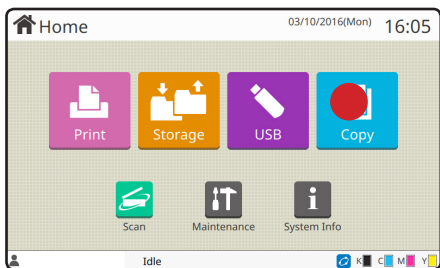 Home 03/10/2016(Mon) 16:05
Print Storage USB Copy
Scan Maintenance System Info
Idle K C M Y